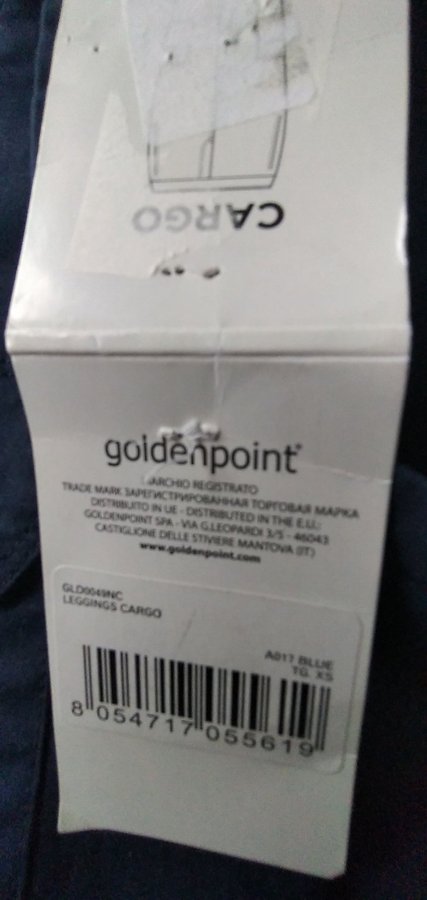 CARGO
goldenpoint®
MARCHIO REGISTRATO
TRADE MARK ЗАРЕГИСТРИРОВАННАЯ ТОРГОВАЯ МАРКА
DISTRIBUITO IN UE - DISTRIBUTED IN THE E.U.:
GOLDENPOINT SPA - VIA G.LEOPARDI 3/5 - 46043
CASTIGLIONE DELLE STIVIERE MANTOVA (IT)
www.goldenpoint.com
GLD0049NC
LEGGINGS CARGO
A017 BLUE
TG. XS
8 054717 055619